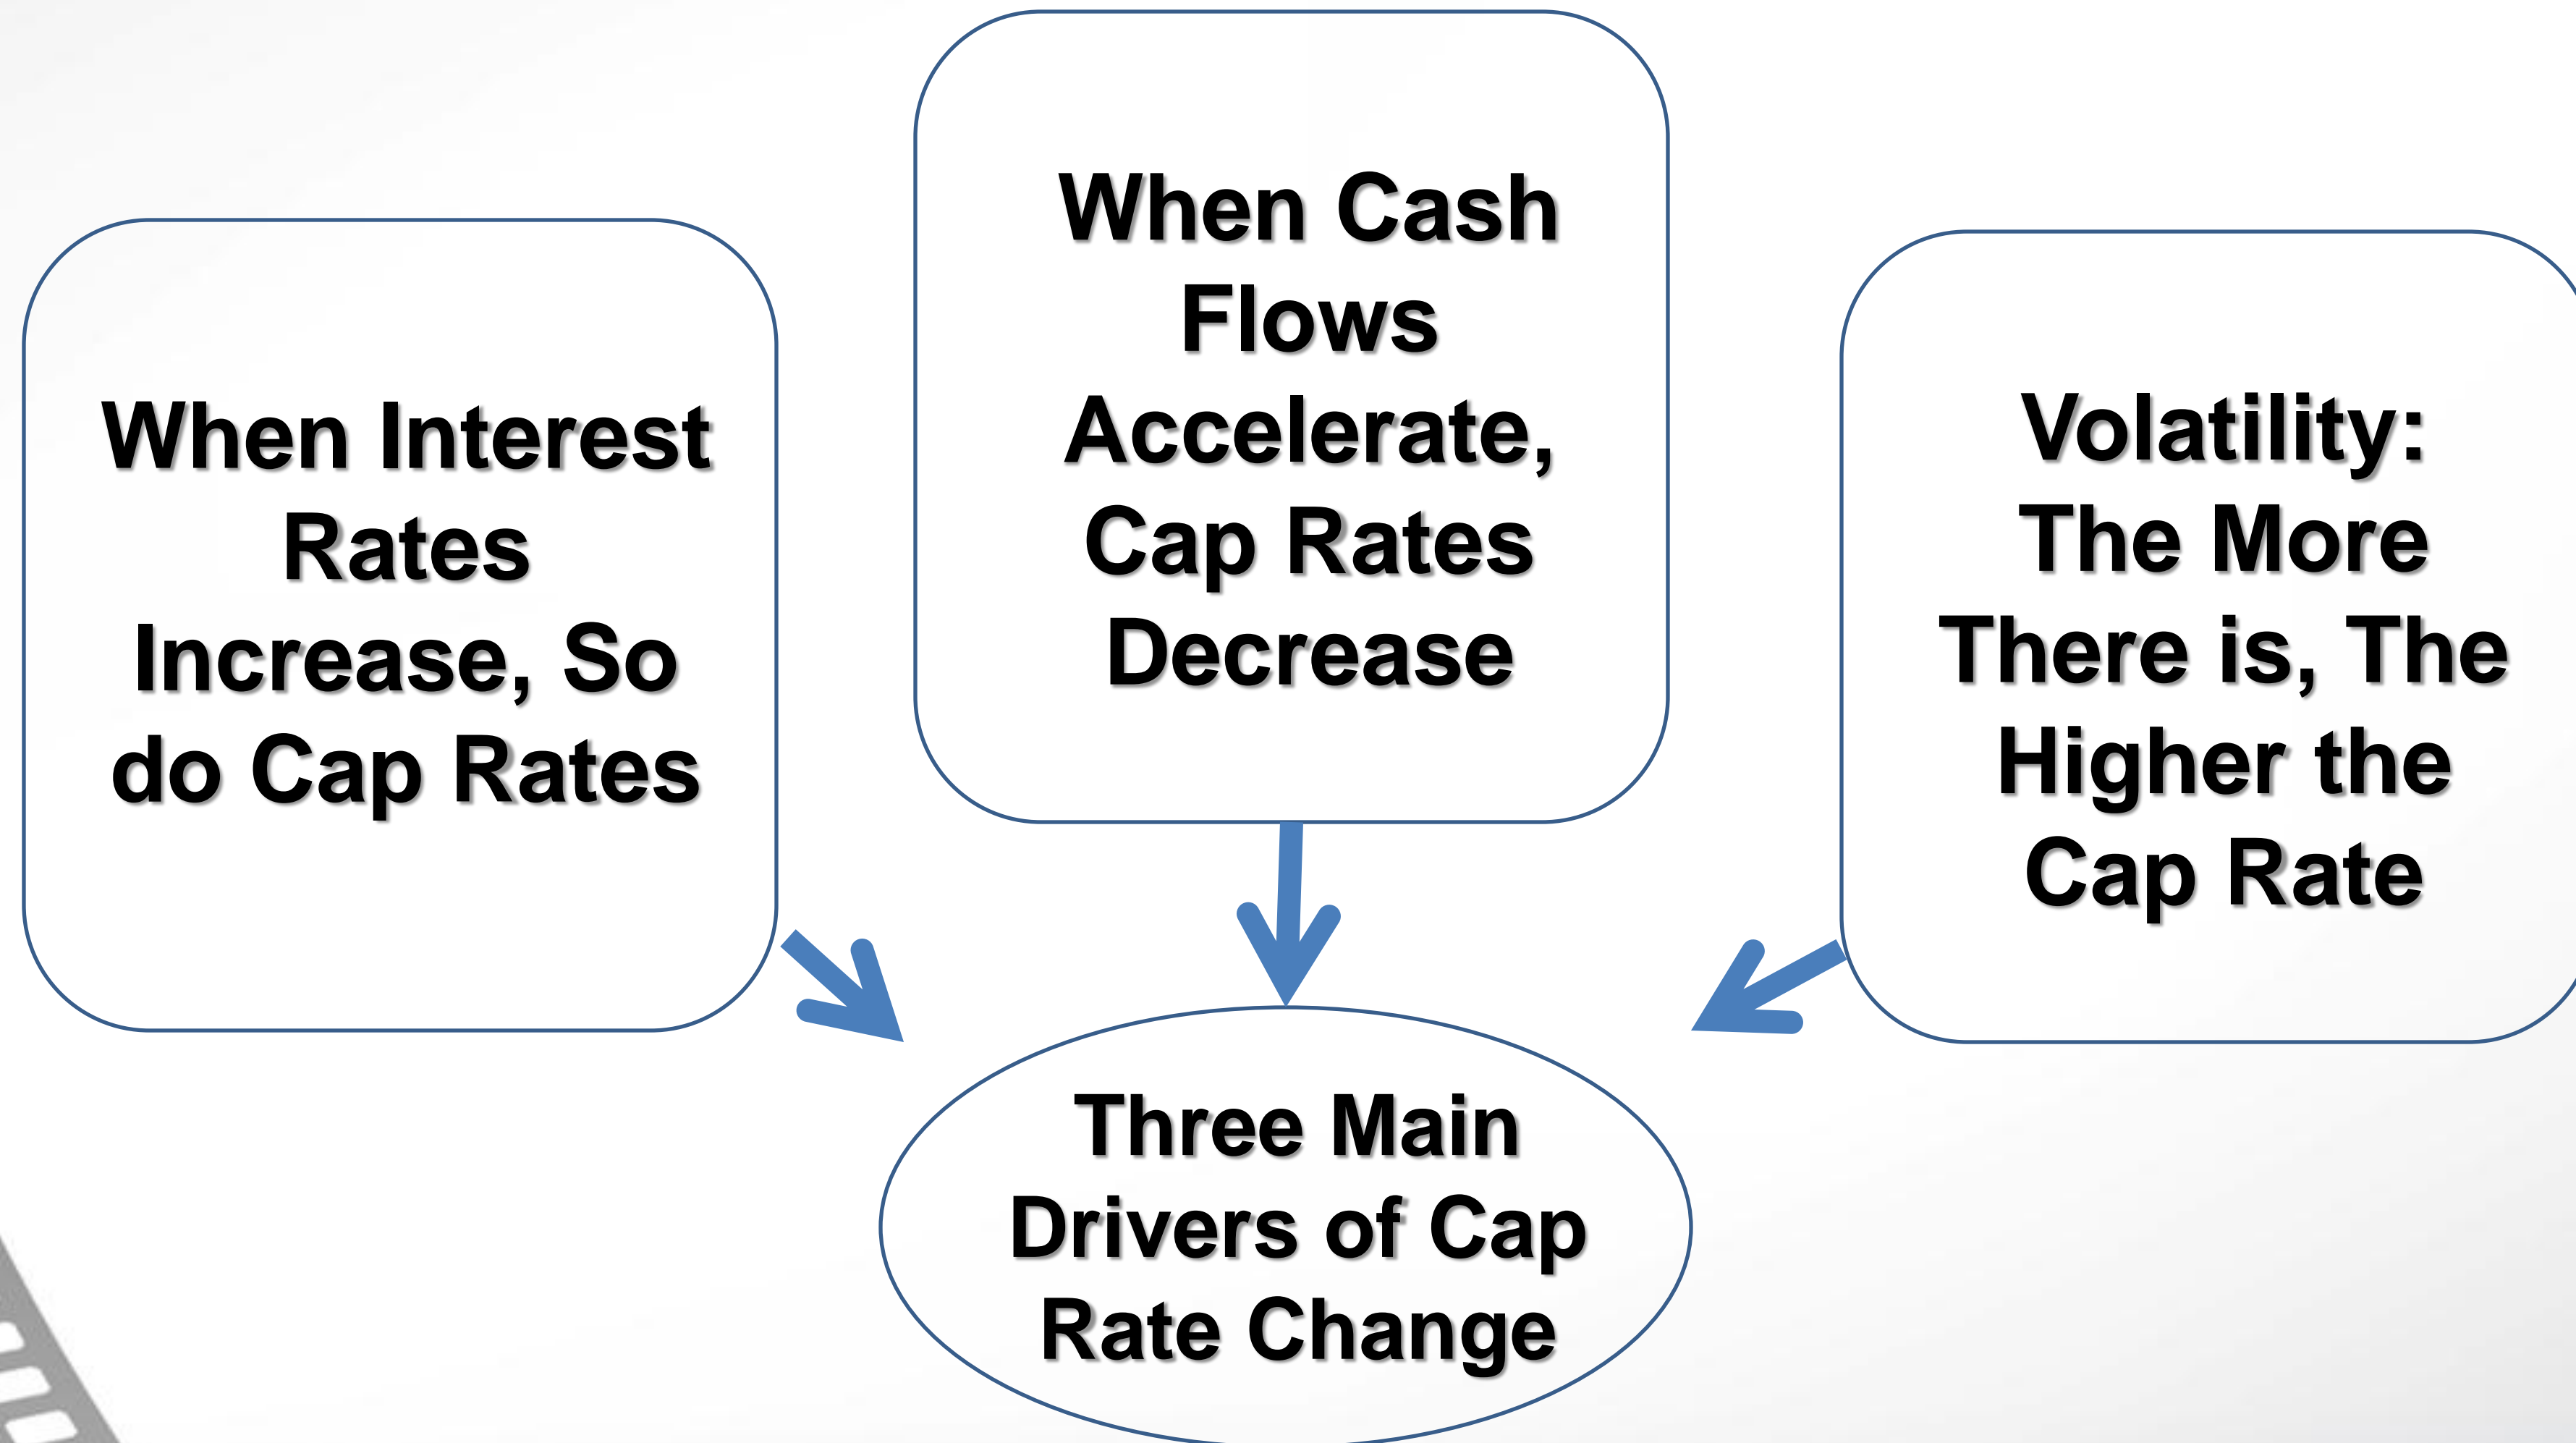 When Interest
Rates
Increase, So
do Cap Rates
When Cash
Flows
Accelerate,
Cap Rates
Decrease
Volatility:
The More
There is, The
Higher the
Cap Rate
Three Main
Drivers of Cap
Rate Change